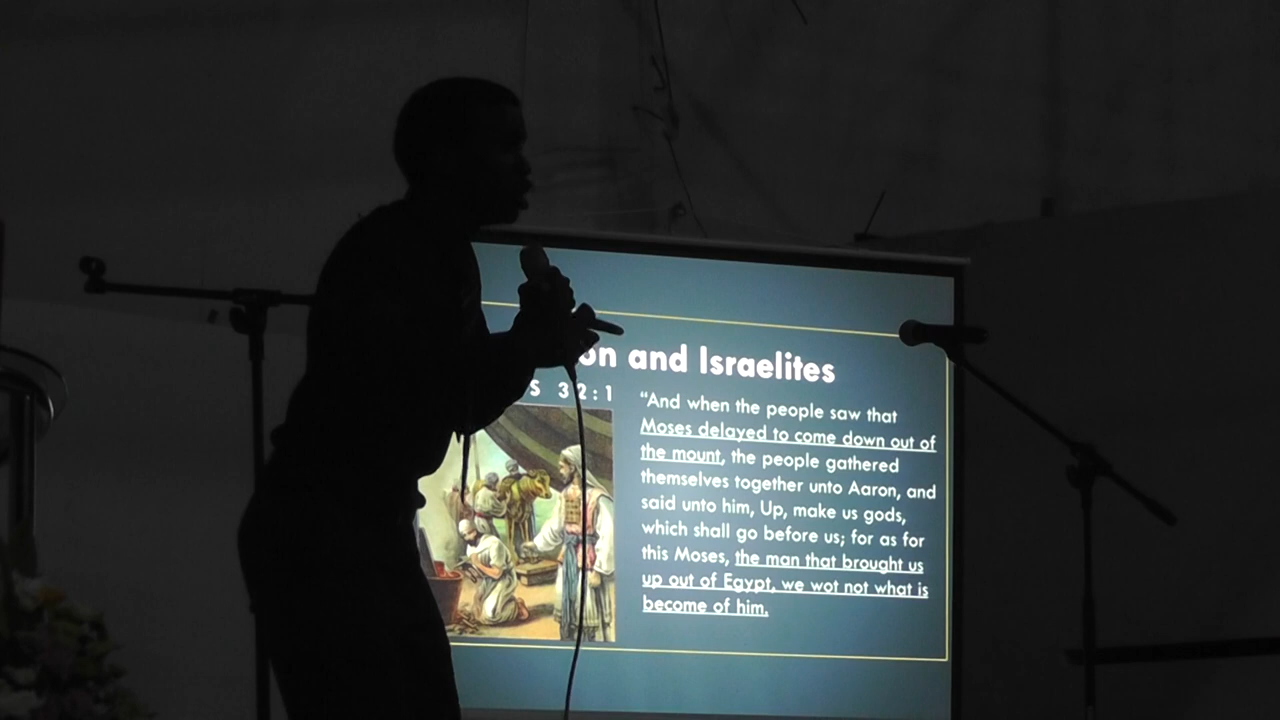 and Israelites
32:1
“And when the people saw that
Moses delayed to come down out of
the mount, the people gathered
themselves together unto Aaron, and
said unto him, Up, make us gods,
which shall go before us; for as for
this Moses, the man that brought us
up out of Egypt, we wot not what is
become of him.